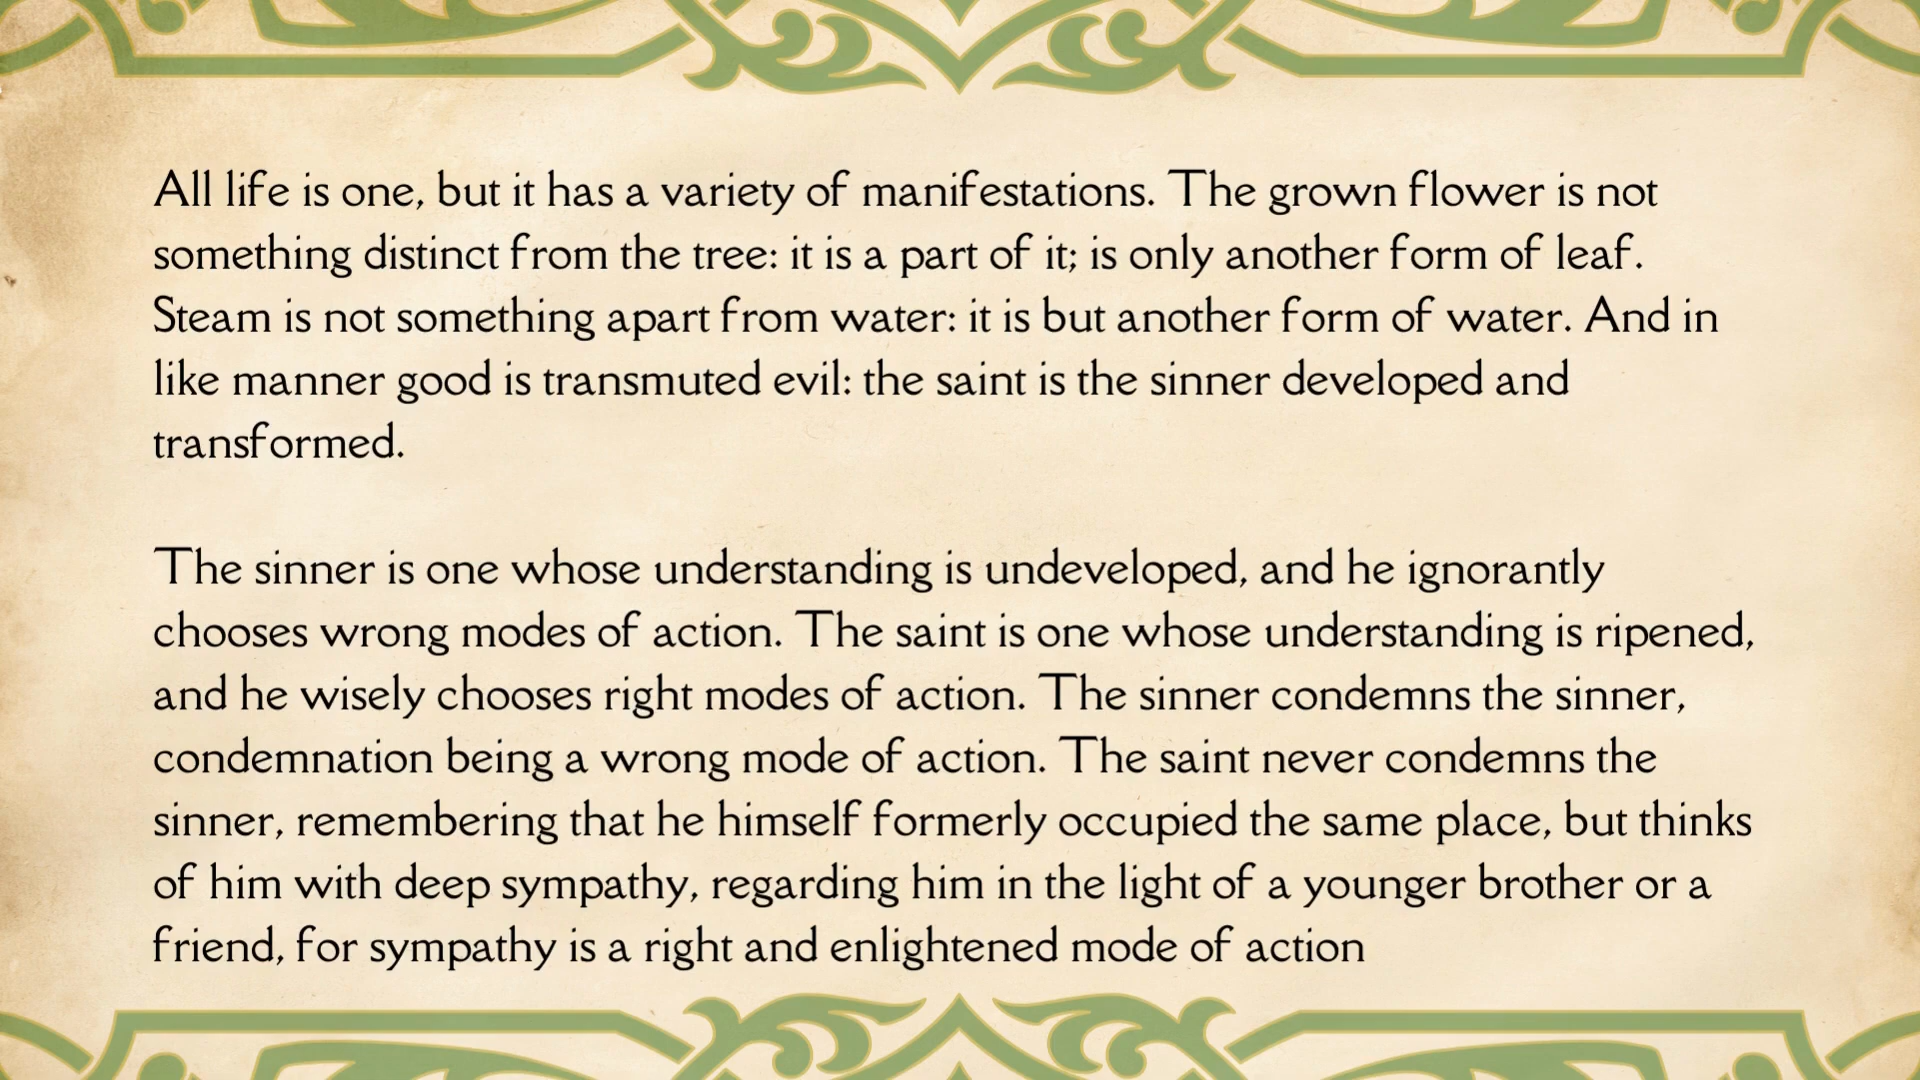 All life is one, but it has a variety of manifestations. The grown flower is not
something distinct from the tree: it is a part of it; is only another form of leaf.
Steam is not something apart from water: it is but another form of water. And in
like manner good is transmuted evil: the saint is the sinner developed and
transformed.
The sinner is one whose understanding is undeveloped, and he ignorantly
chooses wrong modes of action. The saint is one whose understanding is ripened,
and he wisely chooses right modes of action. The sinner condemns the sinner,
condemnation being a wrong mode of action. The saint never condemns the
sinner, remembering that he himself formerly occupied the same place, but thinks
of him with deep sympathy, regarding him in the light of a younger brother or a
friend, for sympathy is a right and enlightened mode of action